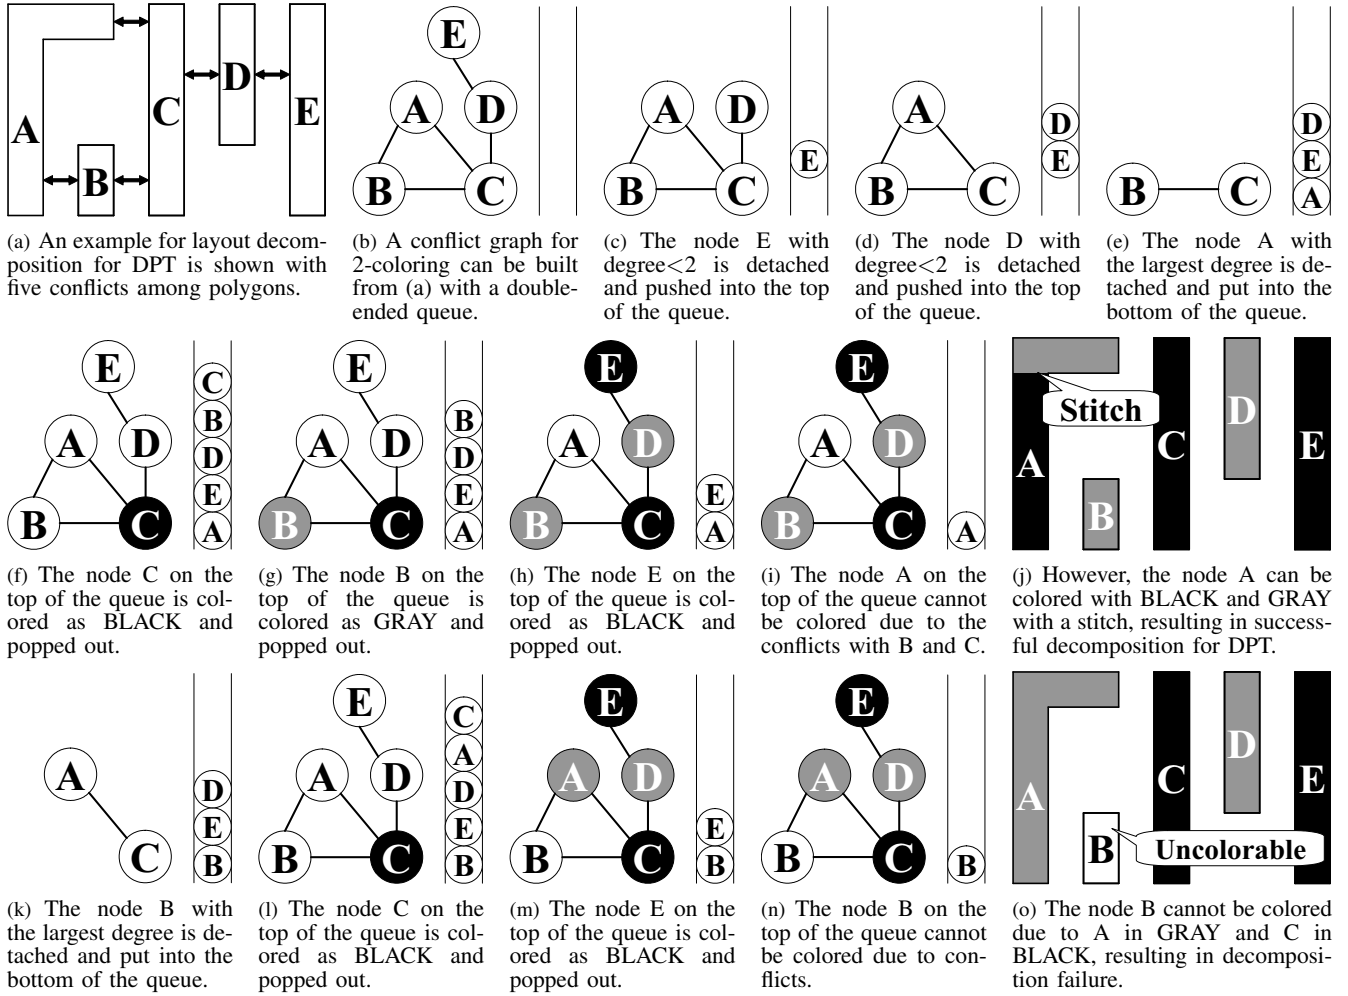 A
B
C
D
E
E
A
D
B
C
A
D
B
C
E
A
B
C
D
E
B
C
D
E
A
(a) An example for layout decom-
position for DPT is shown with
five conflicts among polygons.
(b) A conflict graph for
2-coloring can be built
from (a) with a double-
ended queue.
(c) The node E with
degree<2 is detached
and pushed into the top
of the queue.
(d) The node D with
degree<2 is detached
and pushed into the top
of the queue.
(e) The node A with
the largest degree is de-
tached and put into the
bottom of the queue.
E
A
D
B
C
C
B
D
E
A
E
A
D
B
C
B
D
E
A
E
A
D
B
C
E
A
E
A
D
B
C
A
Stitch
A
B
C
D
E
(f) The node C on the
top of the queue is col-
ored as BLACK and
popped out.
(g) The node B on the
top of the queue is
colored as GRAY and
popped out.
(h) The node E on the
top of the queue is col-
ored as BLACK and
popped out.
(i) The node A on the
top of the queue cannot
be colored due to the
conflicts with B and C.
(j) However, the node A can be
colored with BLACK and GRAY
with a stitch, resulting in success-
ful decomposition for DPT.
A
C
D
E
B
E
A
D
B
C
C
A
D
E
B
E
A
D
B
C
E
B
E
A
D
B
C
B
A
B
C
D
E
Uncolorable
(k) The node B with
the largest degree is de-
tached and put into the
bottom of the queue.
(l) The node C on the
top of the queue is col-
ored as BLACK and
popped out.
(m) The node E on the
top of the queue is col-
ored as BLACK and
popped out.
(n) The node B on the
top of the queue cannot
be colored due to con-
flicts.
(o) The node B cannot be colored
due to A in GRAY and C in
BLACK, resulting in decomposi-
tion failure.